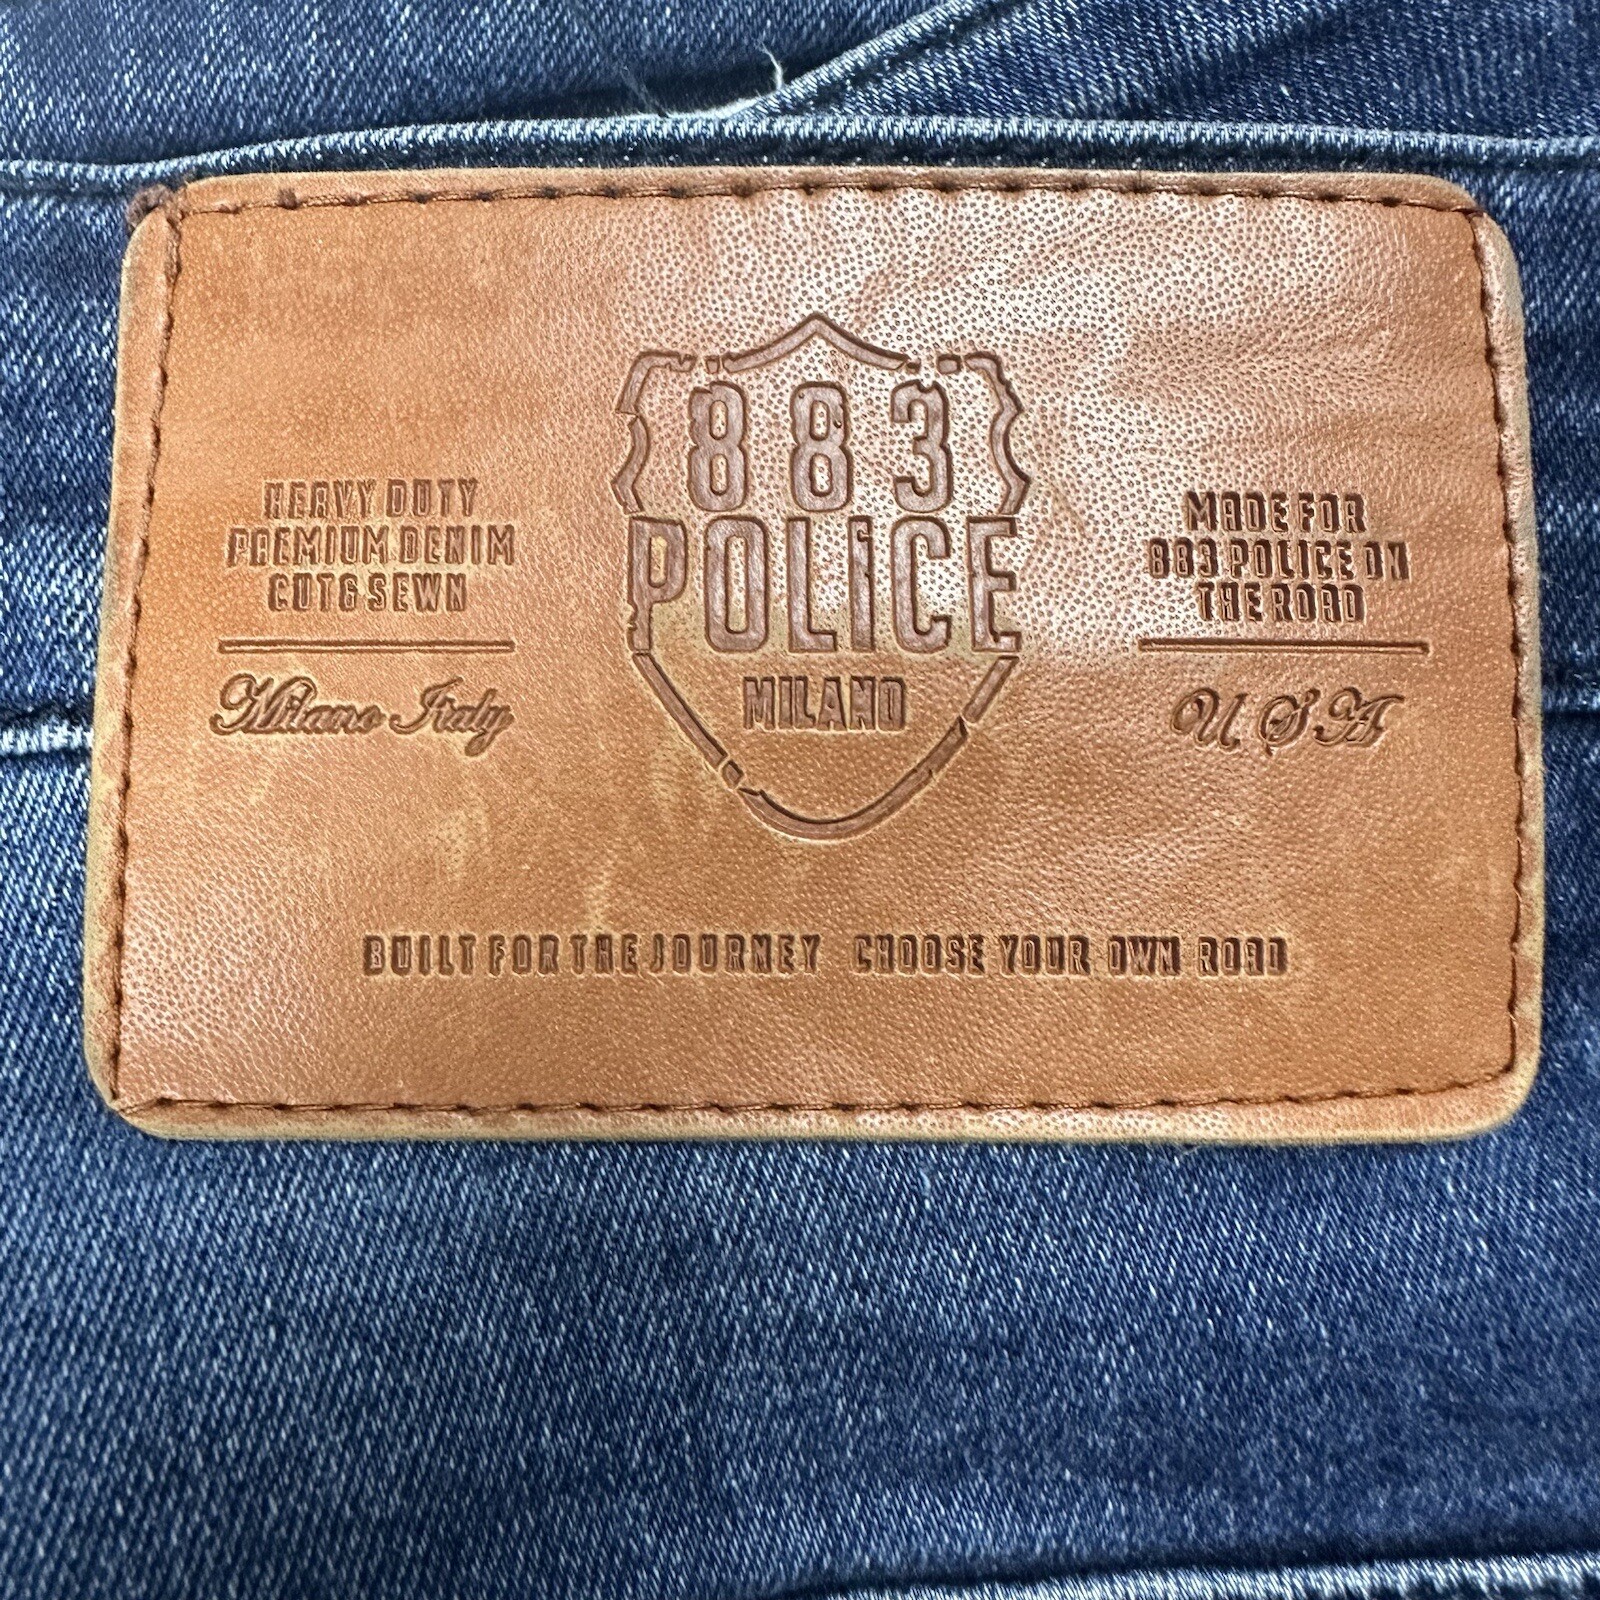 HEAVY DUTY
PREMIUM DENIM
CUT & SEWN
Milano Italy
883
POLiCE
MILANO
MADE FOR
883 POLICE ON
THE ROAD
U S A
BUILT FOR THE JOURNEY CHOOSE YOUR OWN ROAD